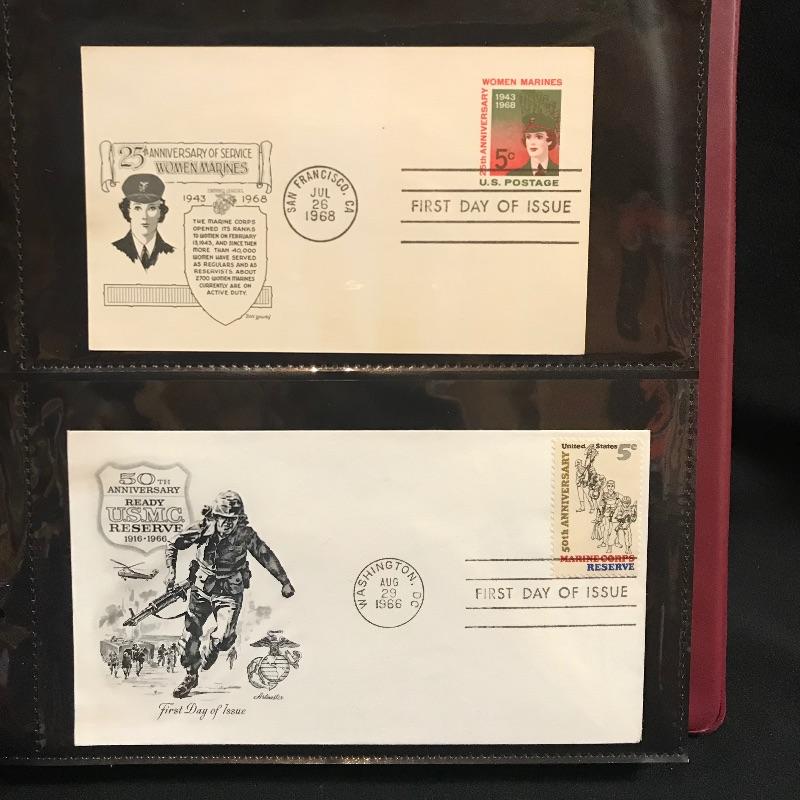 25th ANNIVERSARY OF SERVICE
WOMEN MARINES
1943 1968
THE MARINE CORPS
OPENED ITS RANKS
TO WOMEN ON FEBRUARY
13, 1943, AND SINCE THEN
MORE THAN 40,000
WOMEN HAVE SERVED
AS REGULARS AND AS
RESERVISTS. ABOUT
2700 WOMEN MARINES
CURRENTLY ARE ON
ACTIVE DUTY.
SAN FRANCISCO, CA
JUL
26
1968
WOMEN MARINES
25th ANNIVERSARY
1943
1968
5c
U.S. POSTAGE
FIRST DAY OF ISSUE
50TH
ANNIVERSARY
READY
U.S.M.C.
RESERVE
1916·1966
Artmaster
First Day of Issue
WASHINGTON, DC
AUG
29
1966
United States 5c
50th ANNIVERSARY
MARINE CORPS
RESERVE
FIRST DAY OF ISSUE